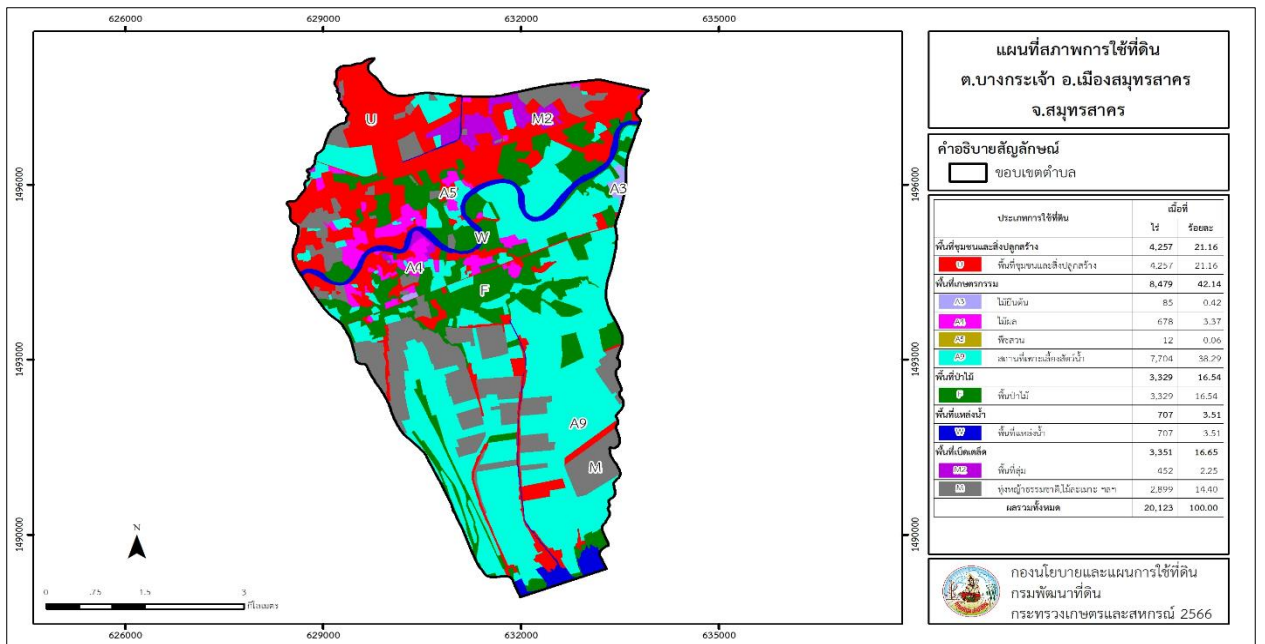 626000 629000 632000 635000
1496000 1496000
1493000 1493000
1490000 1490000
U
M2
A5
A3
W
A4
F
A9
M
N
0 .75 1.5 3
กิโลเมตร
626000 629000 632000 635000
แผนที่สภาพการใช้ที่ดิน
ต.บางกระเจ้า อ.เมืองสมุทรสาคร
จ.สมุทรสาคร
คำอธิบายสัญลักษณ์
ขอบเขตตำบล
ประเภทการใช้ที่ดิน เนื้อที่
ไร่ ร้อยละ
พื้นที่ชุมชนและสิ่งปลูกสร้าง 4,257 21.16
U พื้นที่ชุมชนและสิ่งปลูกสร้าง 4,257 21.16
พื้นที่เกษตรกรรม 8,479 42.14
A3 ไม้ยืนต้น 85 0.42
A4 ไม้ผล 678 3.37
A5 พืชสวน 12 0.06
A9 สถานที่เพาะเลี้ยงสัตว์น้ำ 7,704 38.29
พื้นที่ป่าไม้ 3,329 16.54
F พื้นป่าไม้ 3,329 16.54
พื้นที่แหล่งน้ำ 707 3.51
W พื้นที่แหล่งน้ำ 707 3.51
พื้นที่เบ็ดเตล็ด 3,351 16.65
M2 พื้นที่ลุ่ม 452 2.25
M ทุ่งหญ้าธรรมชาติ,ไม้ละเมาะ ฯลฯ 2,899 14.40
ผลรวมทั้งหมด 20,123 100.00
กองนโยบายและแผนการใช้ที่ดิน
กรมพัฒนาที่ดิน
กระทรวงเกษตรและสหกรณ์ 2566